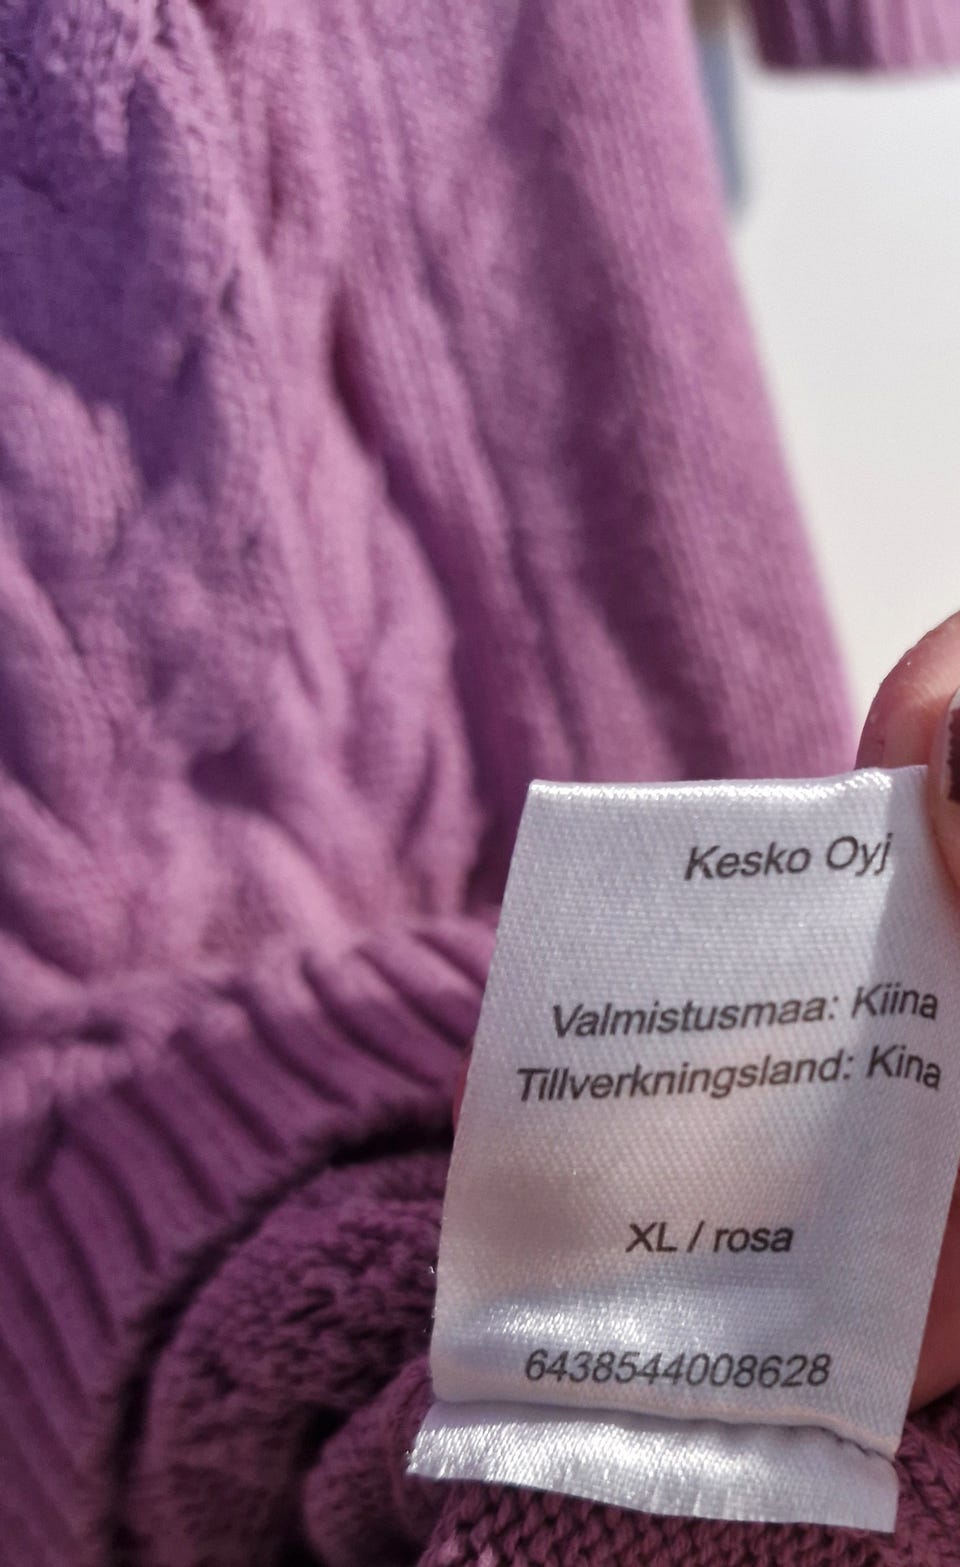 Kesko Oyj
Valmistusmaa: Kiina
Tillverkningsland: Kina
XL / rosa
6438544008628